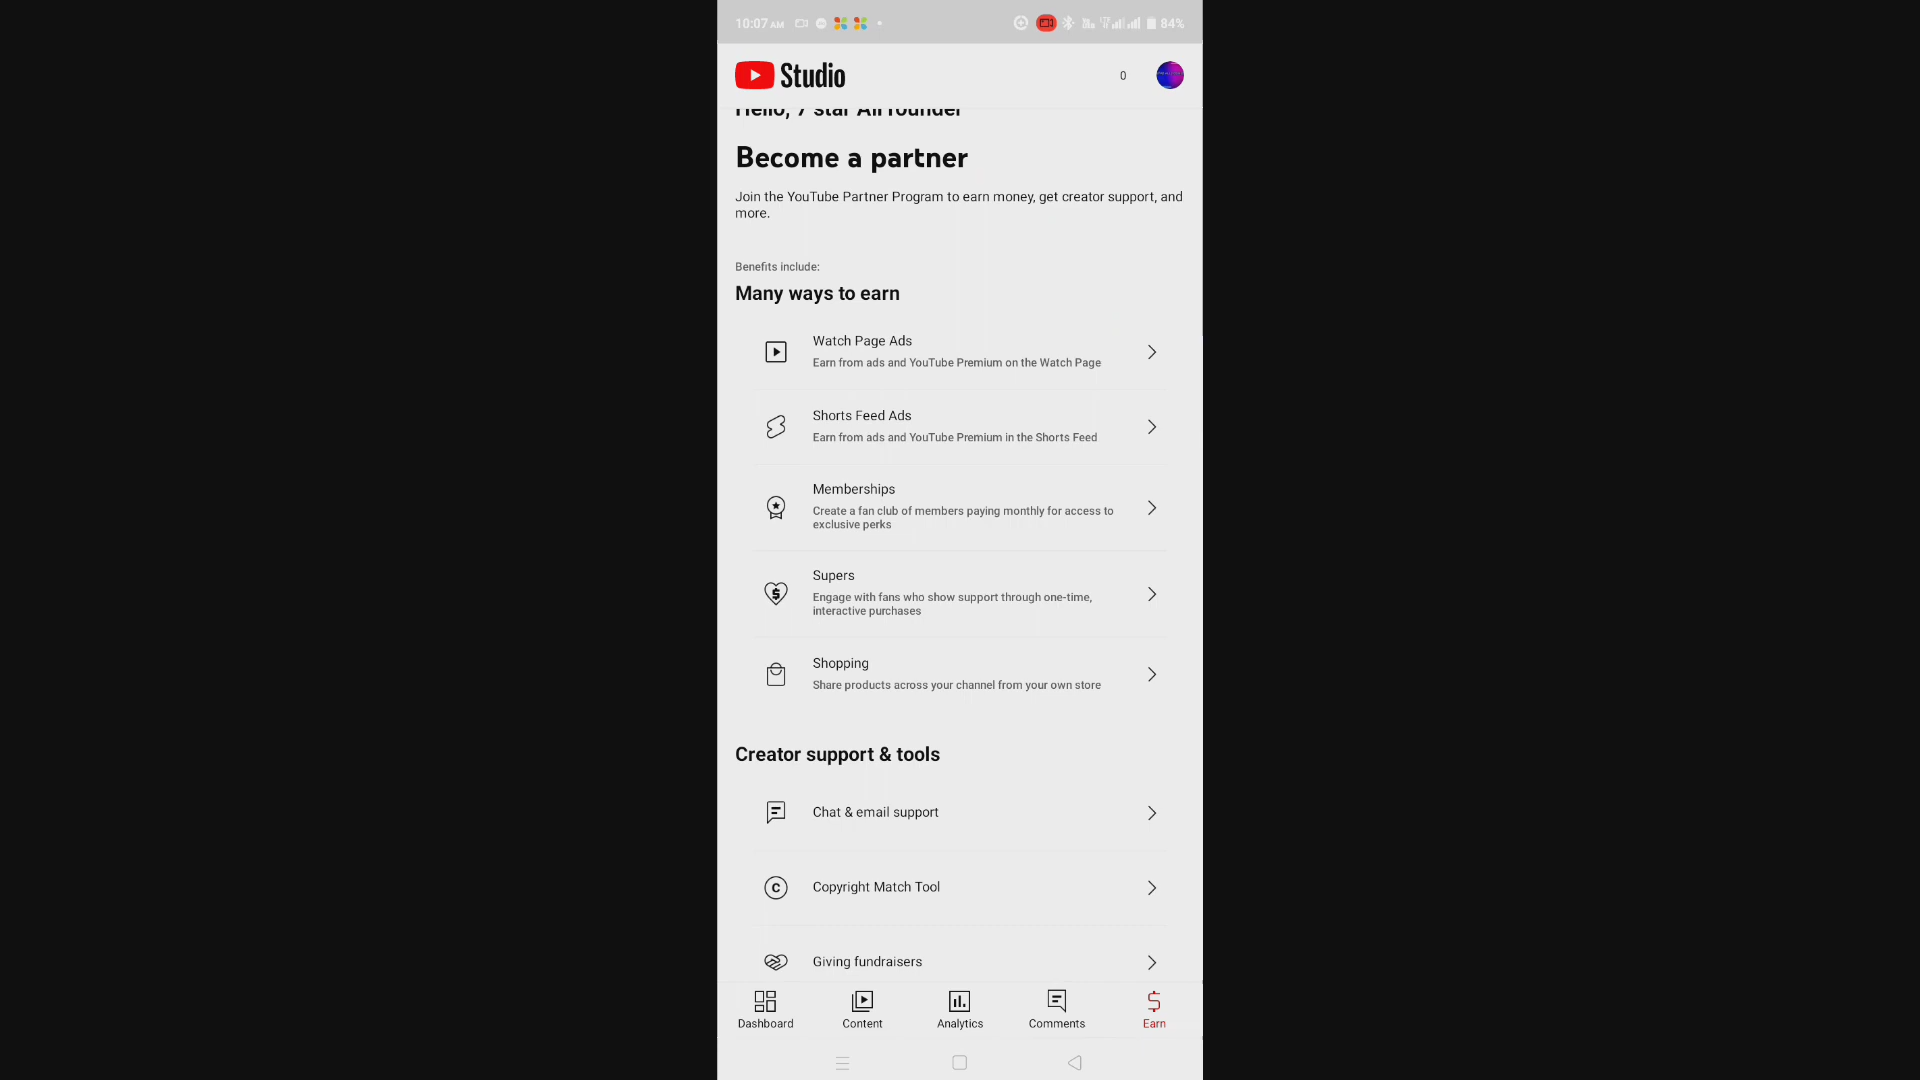 10:07 AM
84%
Studio
0
Hello, 7 star All rounder
Become a partner
Join the YouTube Partner Program to earn money, get creator support, and
more.
Benefits include:
Many ways to earn
Watch Page Ads
Earn from ads and YouTube Premium on the Watch Page
Shorts Feed Ads
Earn from ads and YouTube Premium in the Shorts Feed
Memberships
Create a fan club of members paying monthly for access to
exclusive perks
Supers
Engage with fans who show support through one-time,
interactive purchases
Shopping
Share products across your channel from your own store
Creator support & tools
Chat & email support
Copyright Match Tool
Giving fundraisers
Dashboard
Content
Analytics
Comments
Earn